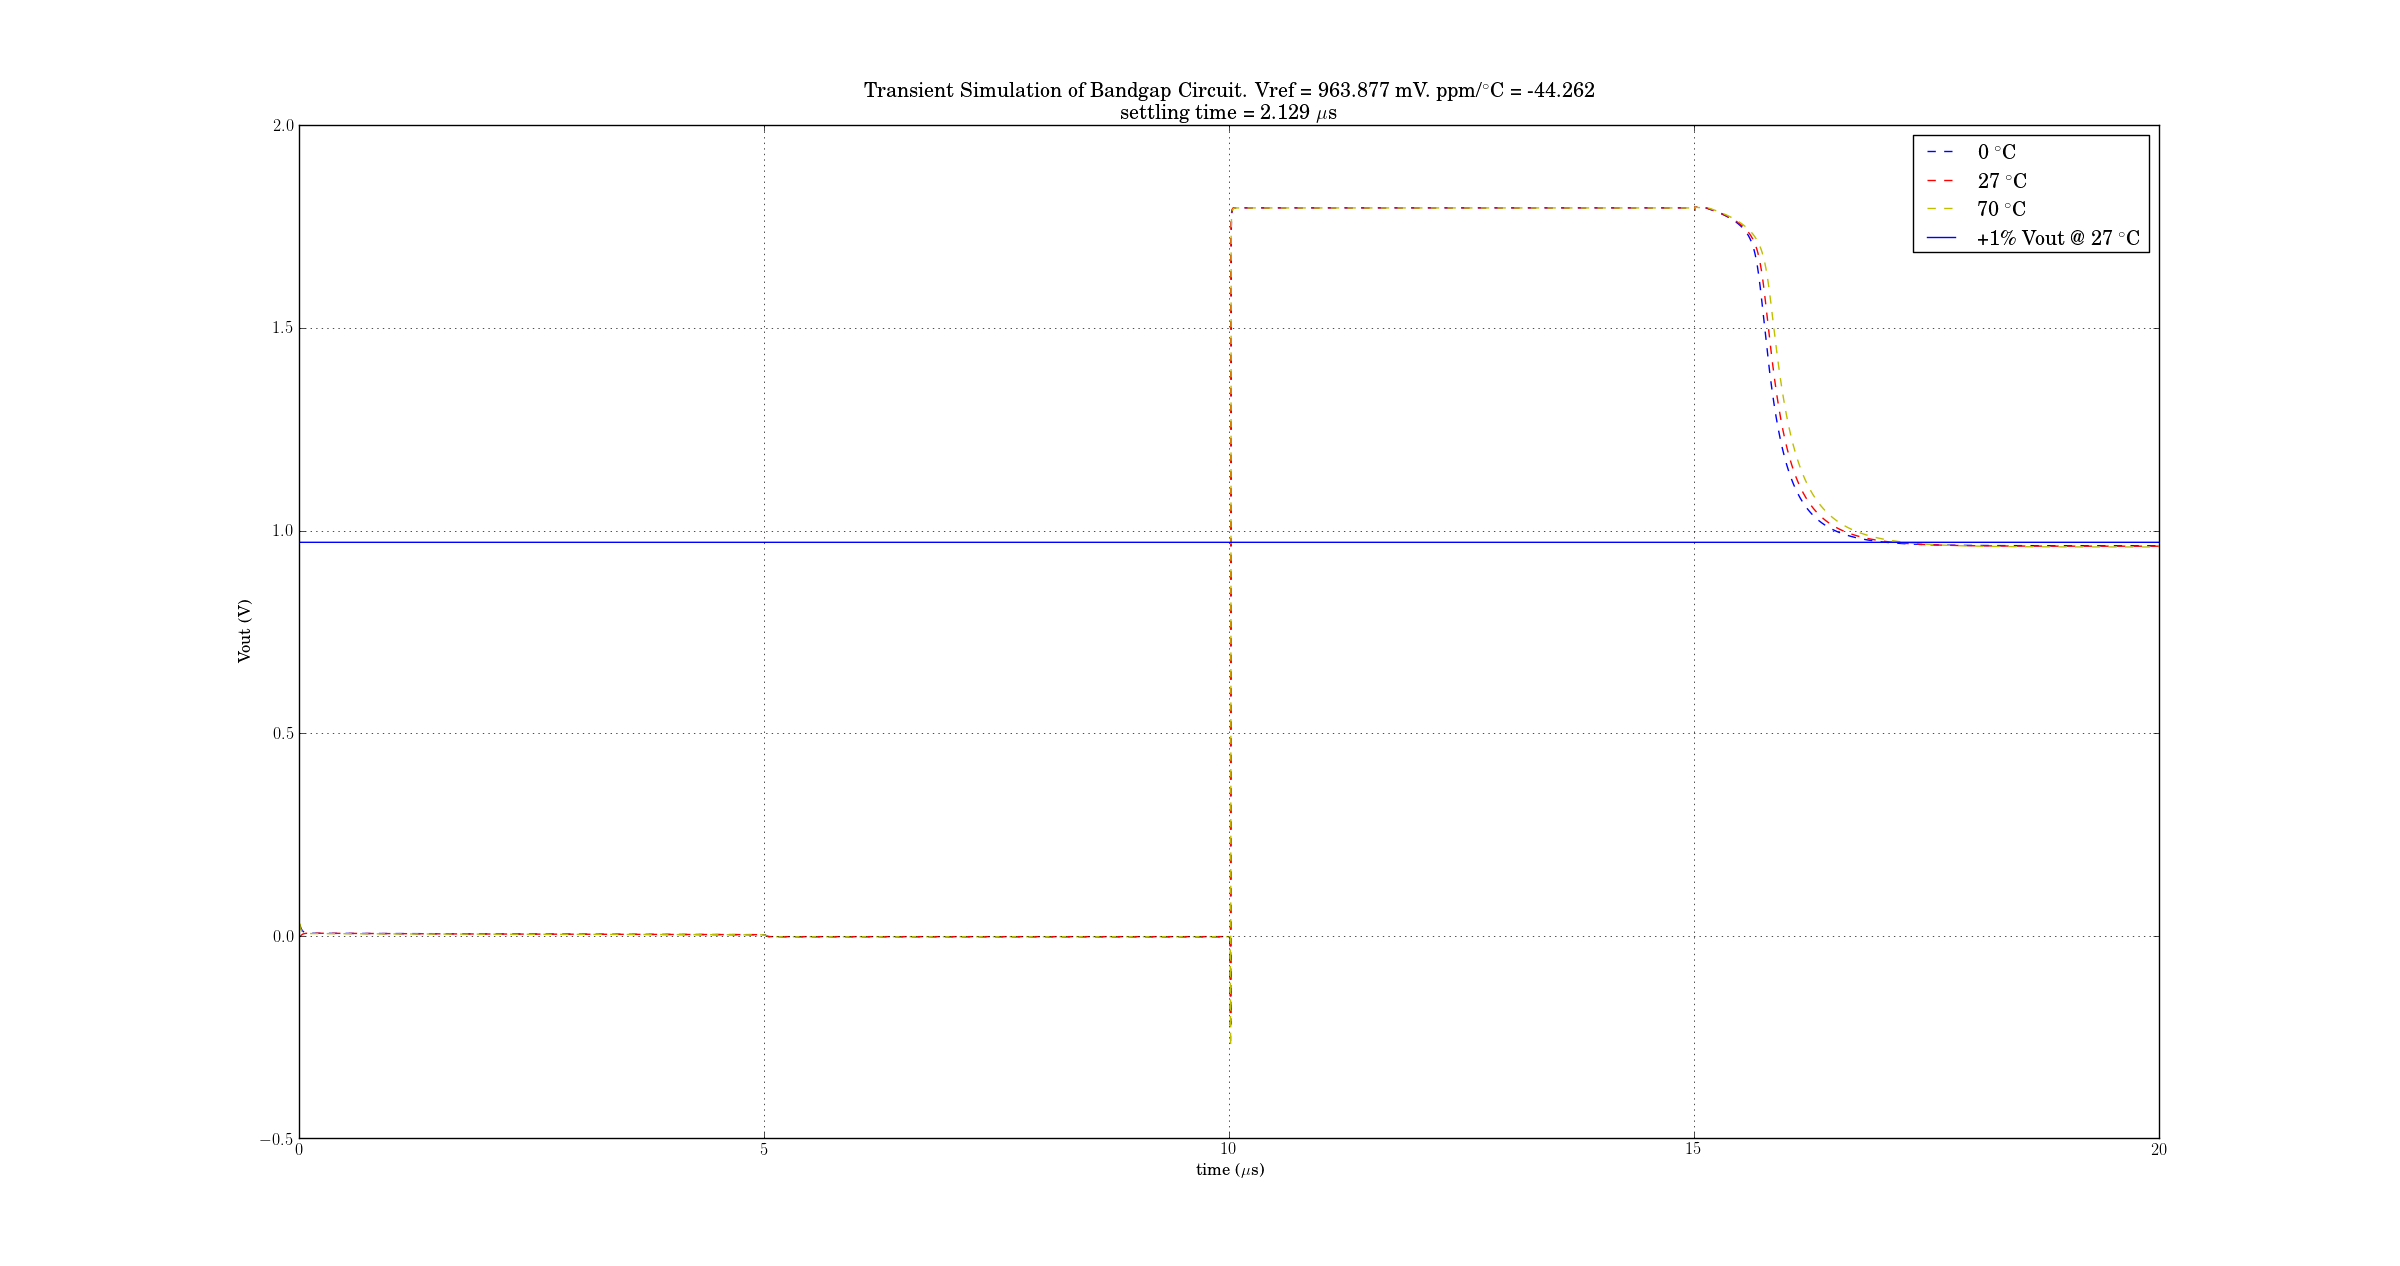 Transient Simulation of Bandgap Circuit. Vref = 963.877 mV. ppm/°C = -44.262
settling time = 2.129 μs
2.0
1.5
1.0
0.5
0.0
−0.5
Vout (V)
0 °C
27 °C
70 °C
+1% Vout @ 27 °C
0 5 10 15 20
time (μs)